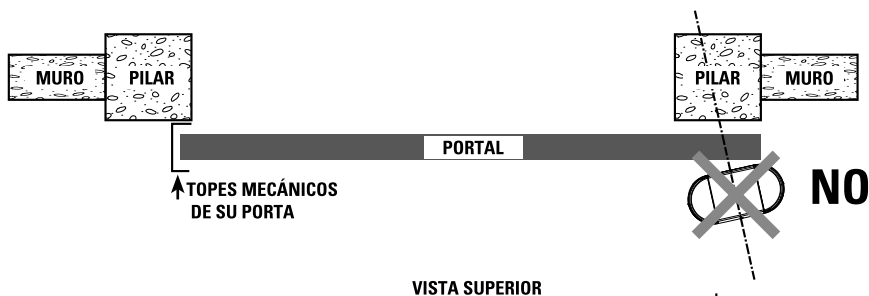 MURO PILAR PILAR MURO
PORTAL
TOPES MECÁNICOS
DE SU PORTA
NO
VISTA SUPERIOR